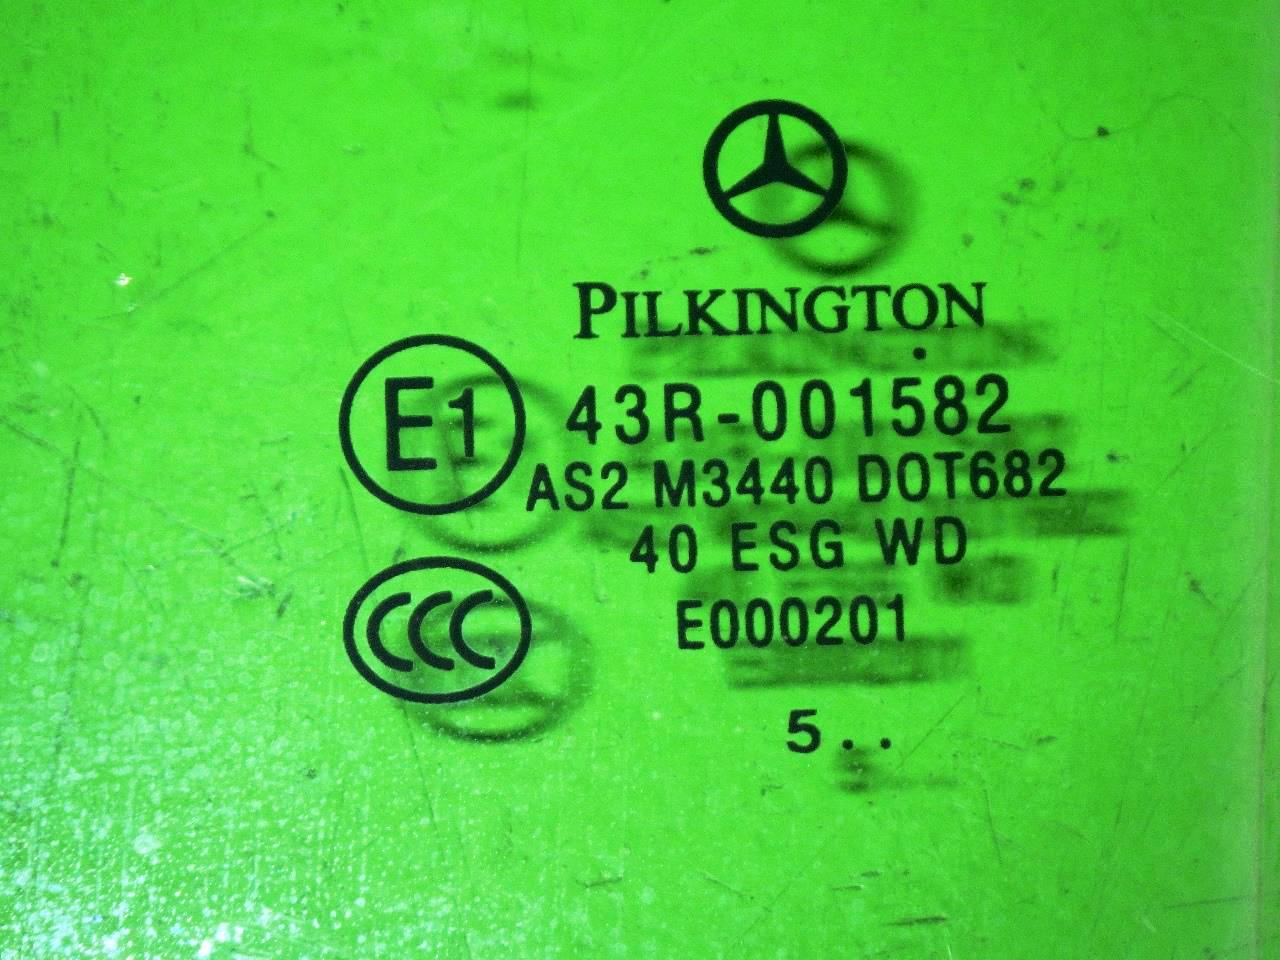 PILKINGTON
E1
43R-001582
AS2 M3440 DOT682
40 ESG WD
CCC
E000201
5..